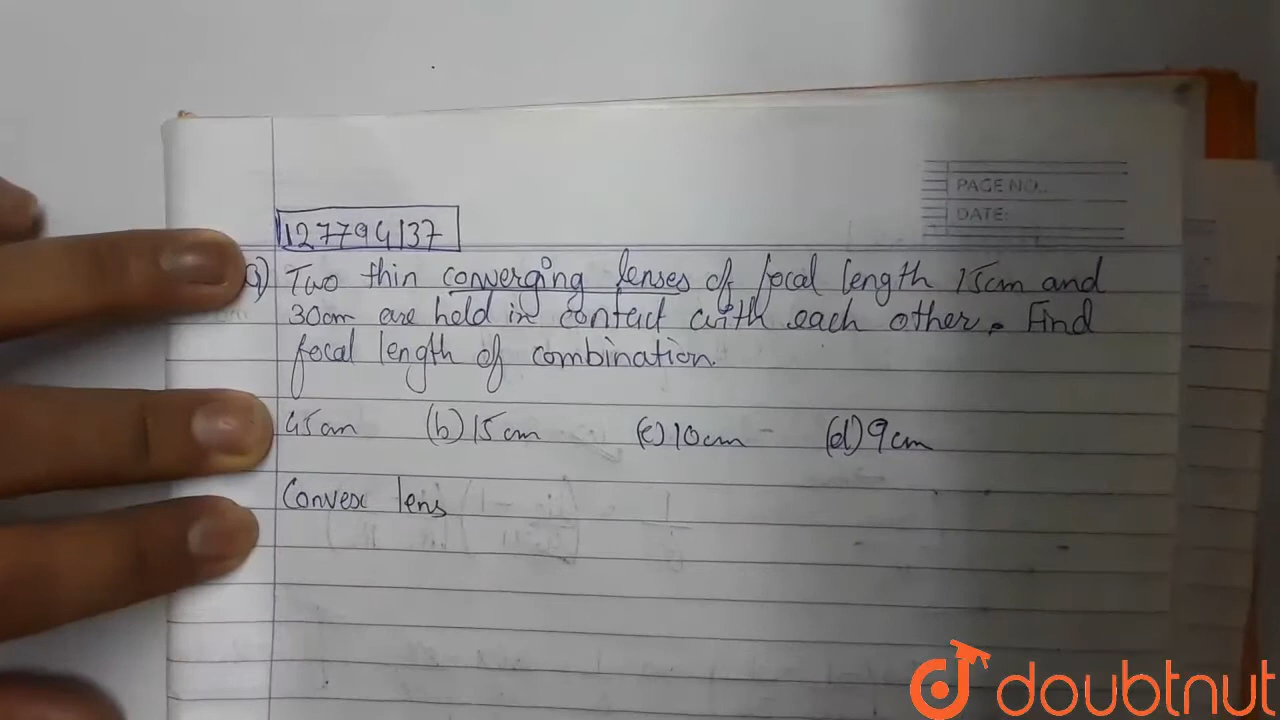 PAGE NO.:
DATE:
127794137
Q) Two thin converging lenses of focal length 15cm and
30cm are held in contact with each other. Find
focal length of combination.
45cm (b) 15cm (c) 10cm (d) 9cm
Convex lens
doubtnut